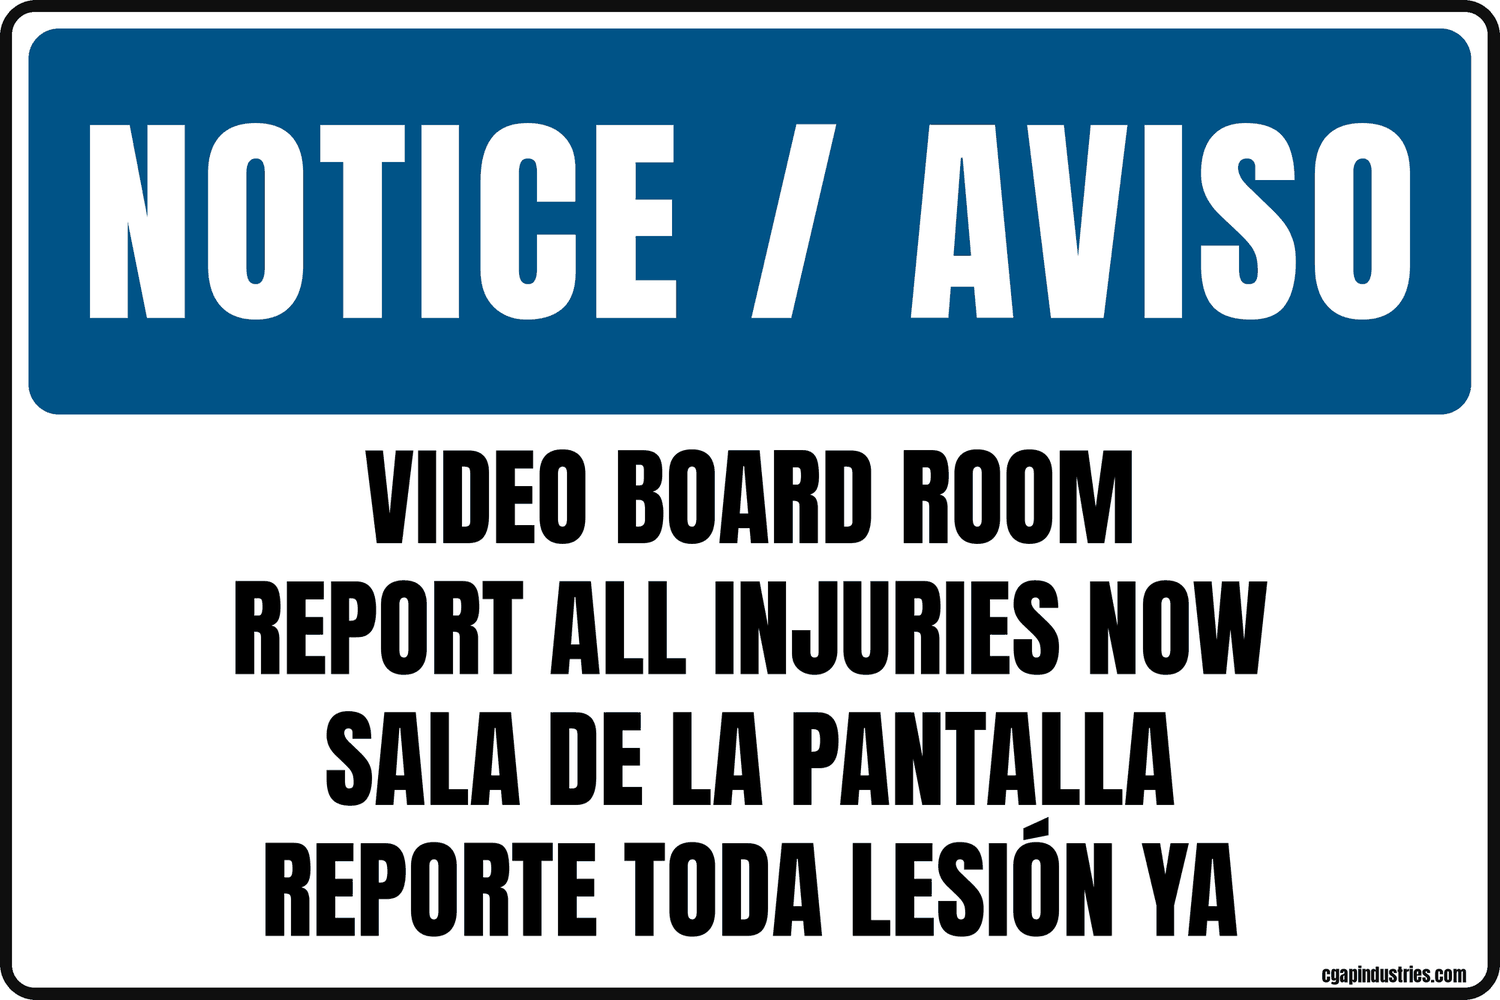 NOTICE / AVISO
VIDEO BOARD ROOM
REPORT ALL INJURIES NOW
SALA DE LA PANTALLA
REPORTE TODA LESIÓN YA
cgapindustries.com